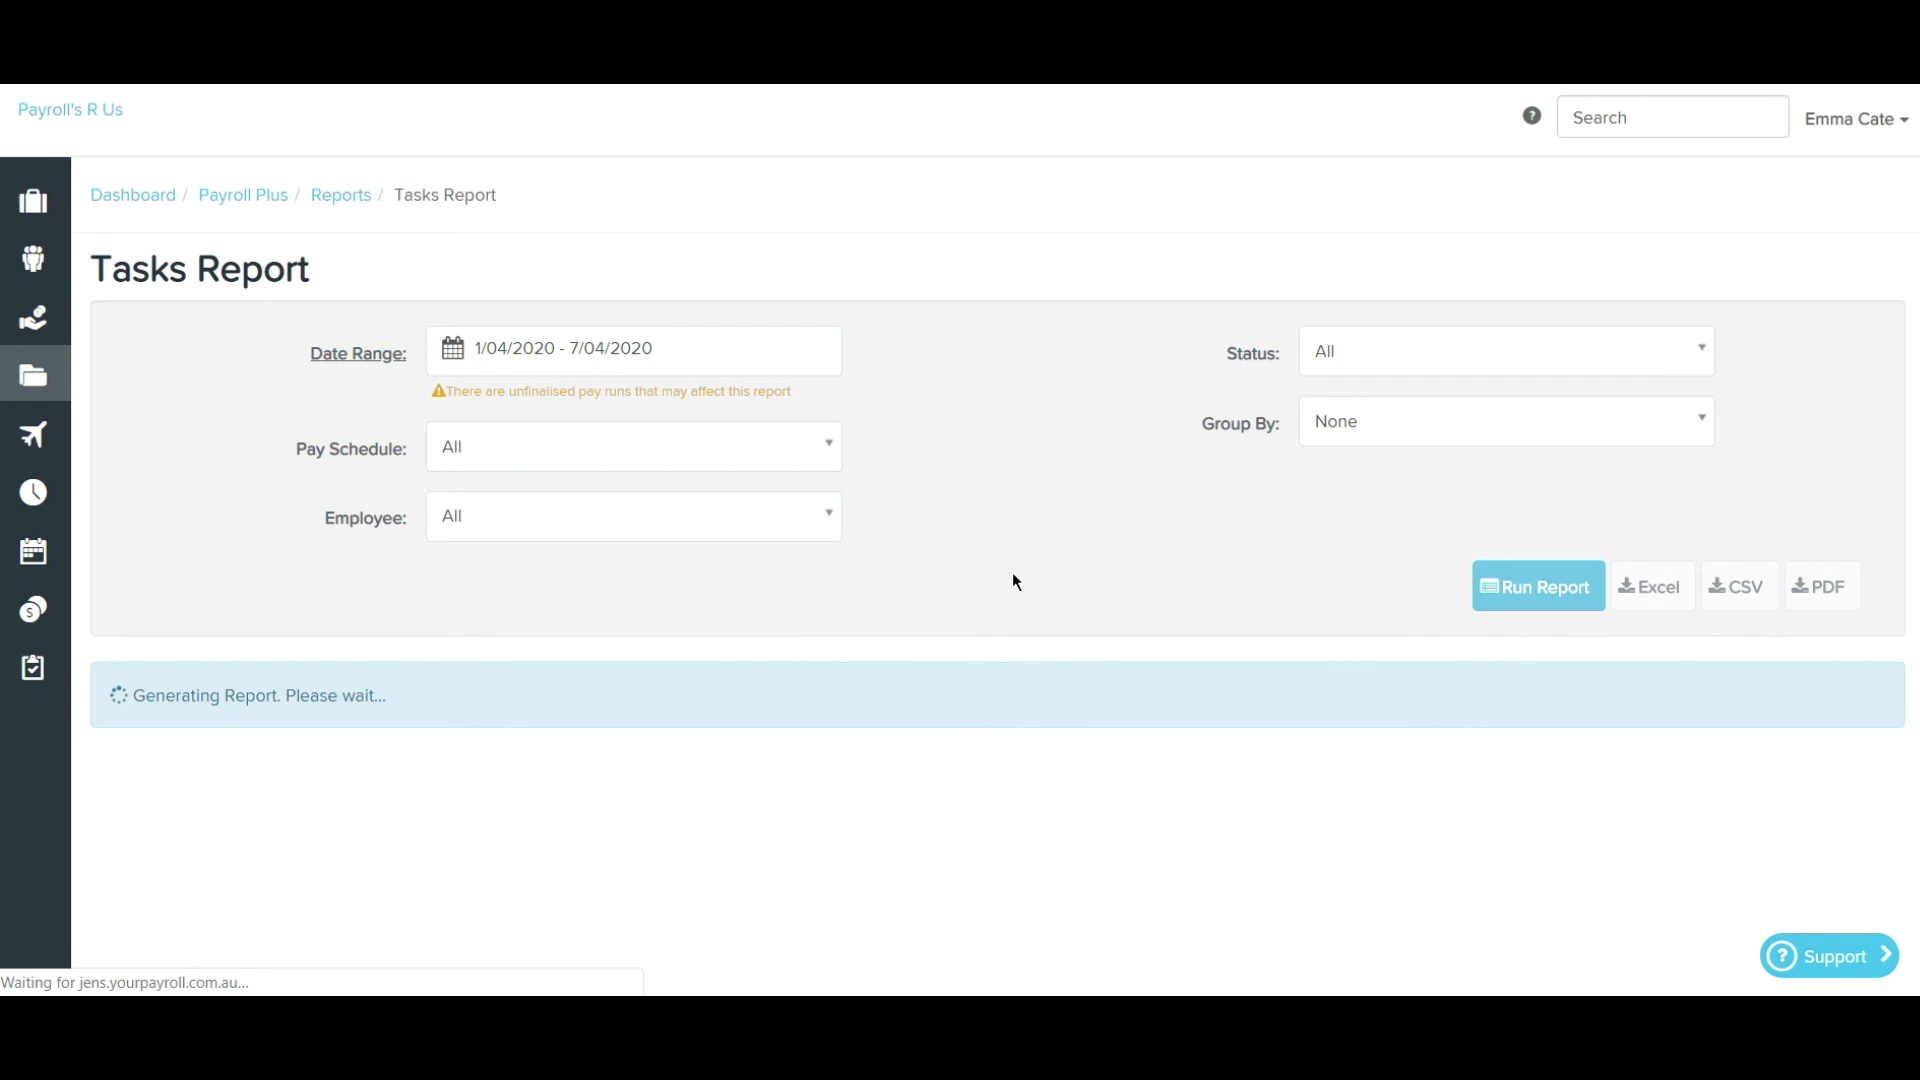 Payroll's R Us
Search
Emma Cate
Dashboard / Payroll Plus / Reports / Tasks Report
Tasks Report
Date Range: 1/04/2020 - 7/04/2020
There are unfinalised pay runs that may affect this report
Status: All
Group By: None
Pay Schedule: All
Employee: All
Run Report Excel CSV PDF
Generating Report. Please wait...
? Support
Waiting for jens.yourpayroll.com.au...